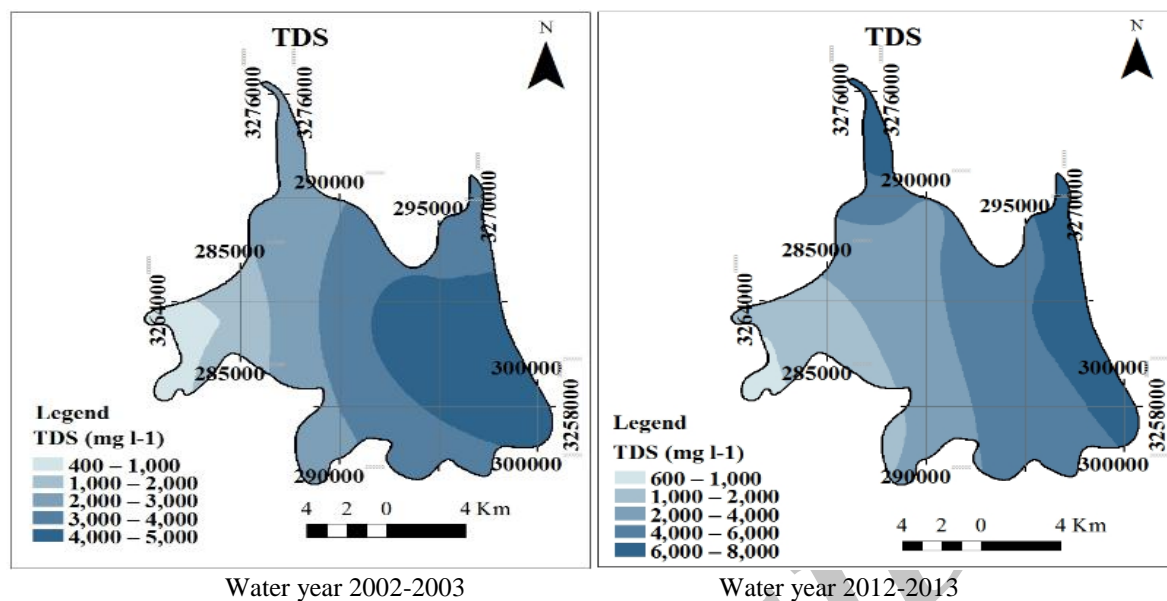 TDS
N
3276000
3276000
290000
295000
3270000
285000
3264000
285000
300000
3258000
290000
300000
Legend
TDS (mg l-1)
400 – 1,000
1,000 – 2,000
2,000 – 3,000
3,000 – 4,000
4,000 – 5,000
4 2 0 4 Km
Water year 2002-2003
TDS
N
3276000
3276000
290000
295000
3270000
285000
3264000
285000
300000
3258000
290000
300000
Legend
TDS (mg l-1)
600 – 1,000
1,000 – 2,000
2,000 – 4,000
4,000 – 6,000
6,000 – 8,000
4 2 0 4 Km
Water year 2012-2013